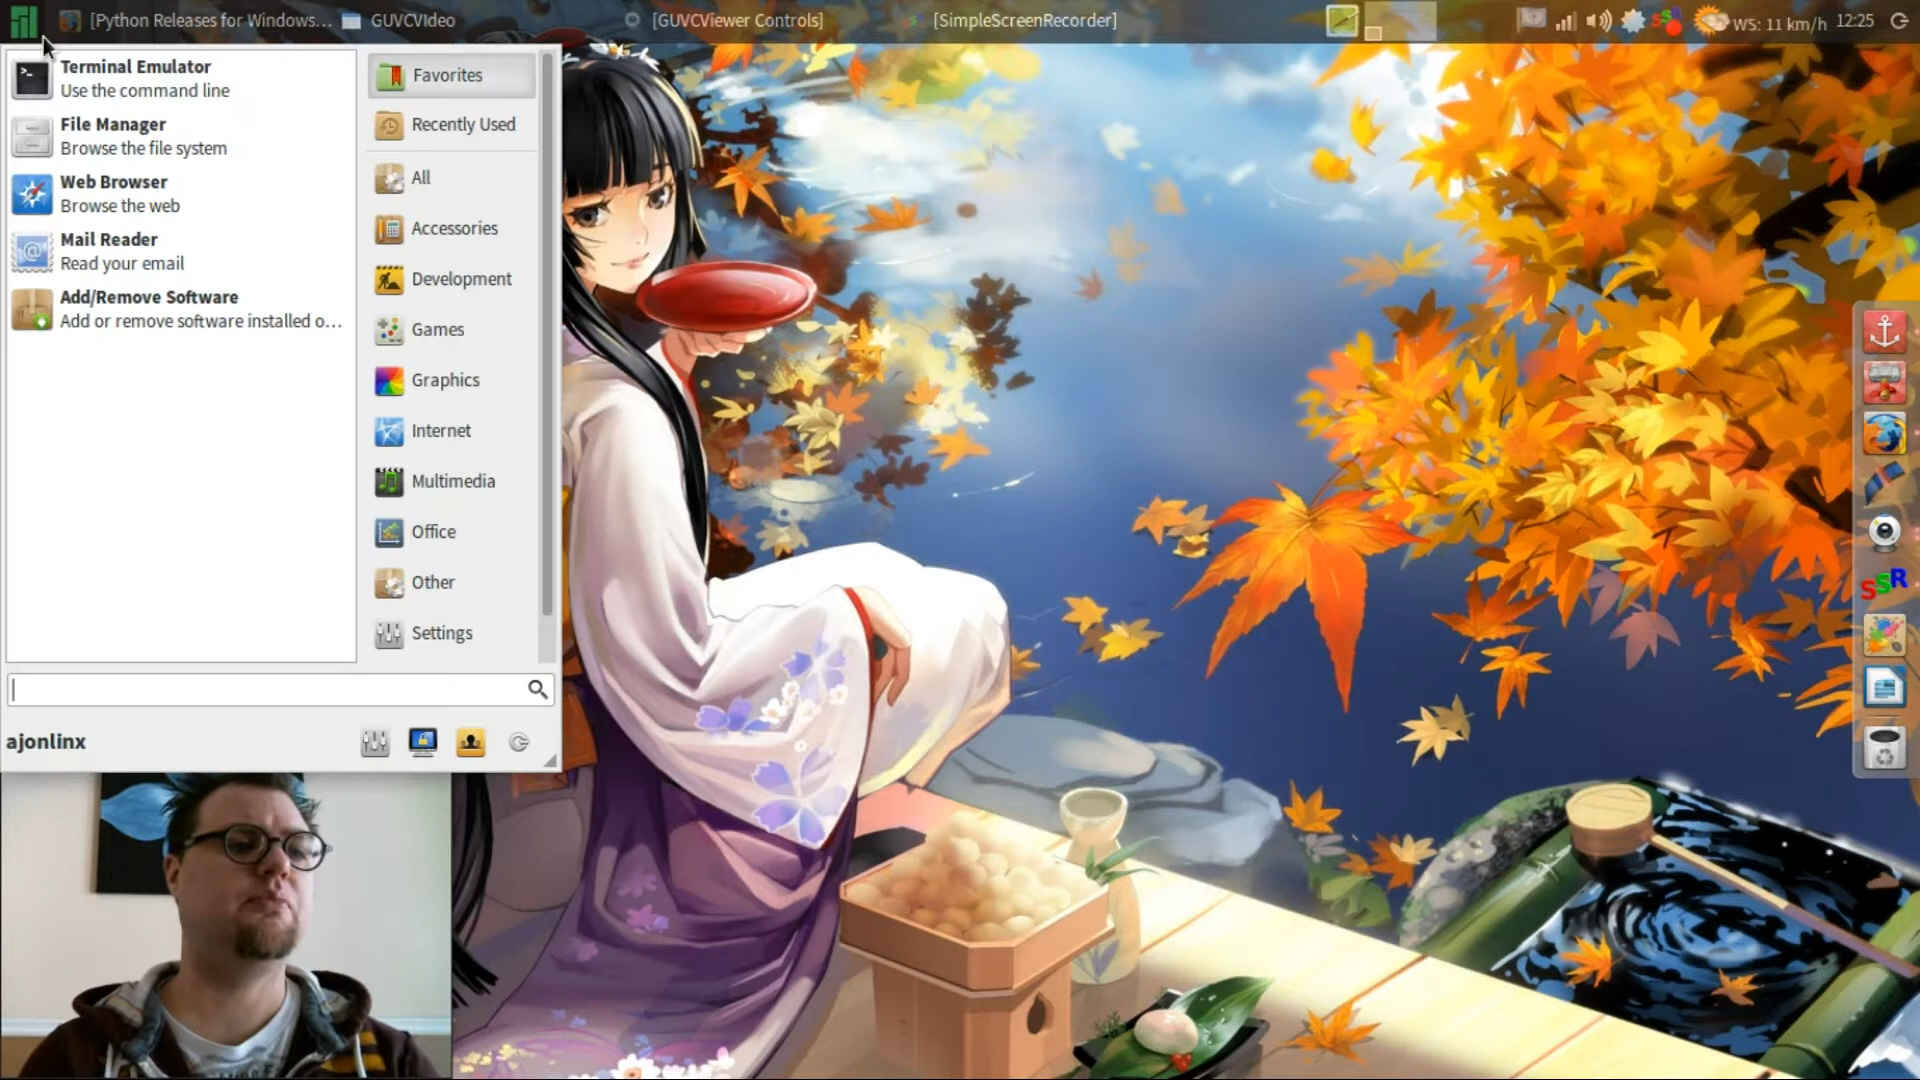 [Python Releases for Windows... GUVCVIdeo [GUVCViewer Controls] [SimpleScreenRecorder] WS: 11 km/h 12:25
Terminal Emulator
Use the command line
File Manager
Browse the file system
Web Browser
Browse the web
Mail Reader
Read your email
Add/Remove Software
Add or remove software installed o...
Favorites
Recently Used
All
Accessories
Development
Games
Graphics
Internet
Multimedia
Office
Other
Settings
ajonlinx
SSR